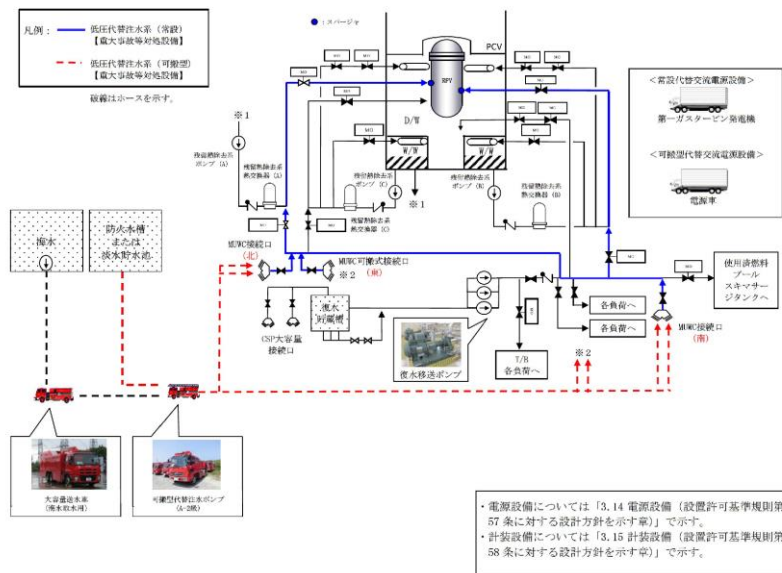 凡例：
低圧代替注水系（常設）
【重大事故等対処設備】
低圧代替注水系（可搬型）
【重大事故等対処設備】
破線はホースを示す。
●：スパージャ
PCV
RPV
D/W
W/W
W/W
※1
※1
残留熱除去系
ポンプ（A）
残留熱除去系
熱交換器（A）
残留熱除去系
ポンプ（C）
残留熱除去系
ポンプ（B）
残留熱除去系
熱交換器（B）
残留熱除去系
＜常設代替交流電源設備＞
第一ガスタービン発電機
＜可搬型代替交流電源設備＞
電源車
海水
防火水槽
または
淡水貯水池
MUWC接続口
（北）
MUWC可搬式接続口
※2
（東）
復水
貯蔵槽
CSP大容量
接続口
復水移送ポンプ
T/B
各負荷へ
各負荷へ
各負荷へ
MUWC接続口
（南）
※2
使用済燃料
プール
スキマサー
ジタンクへ
大容量送水車
（海水取水用）
可搬型代替注水ポンプ
（A-2級）
・電源設備については「3.14 電源設備（設置許可基準規則第
57 条に対する設計方針を示す章）」で示す。
・計装設備については「3.15 計装設備（設置許可基準規則第
58 条に対する設計方針を示す章）」で示す。